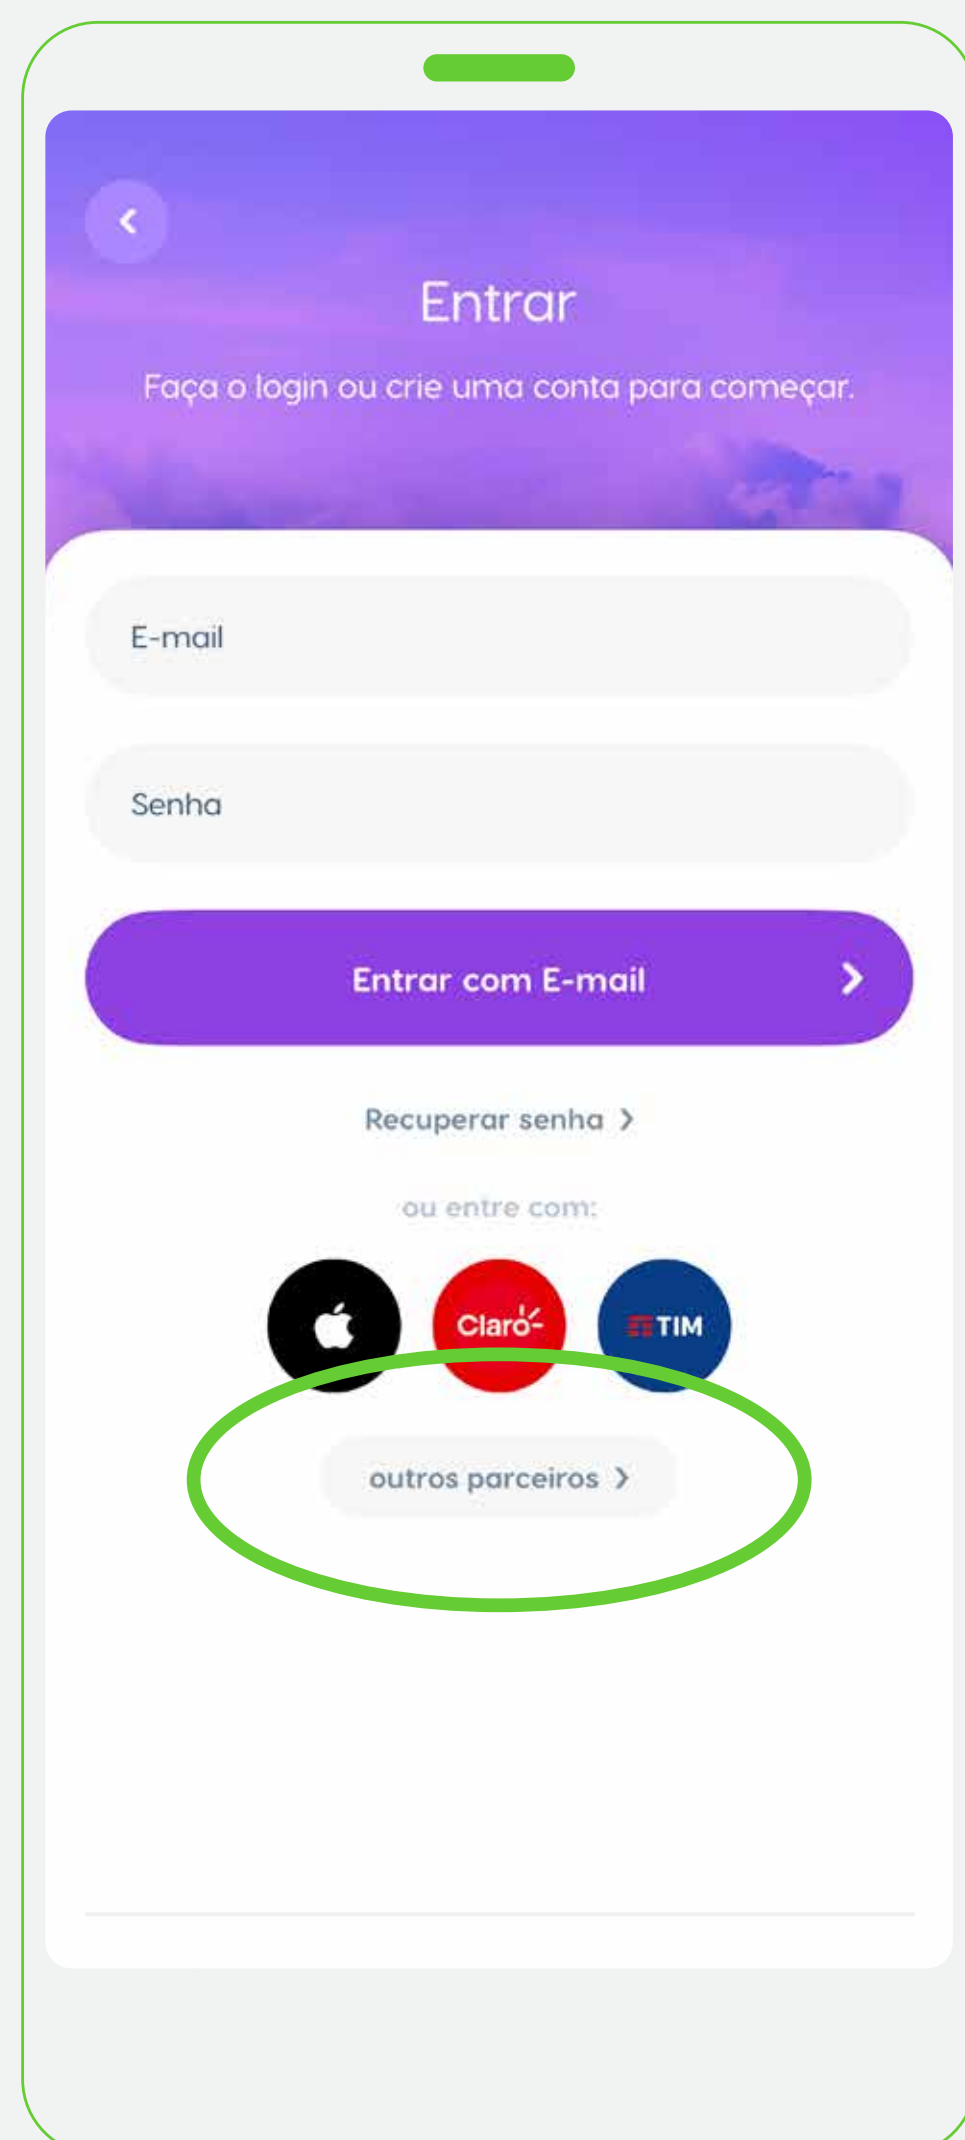 Entrar
Faça o login ou crie uma conta para começar.
E-mail
Senha
Entrar com E-mail
Recuperar senha
ou entre com:
Claro
TIM
outros parceiros